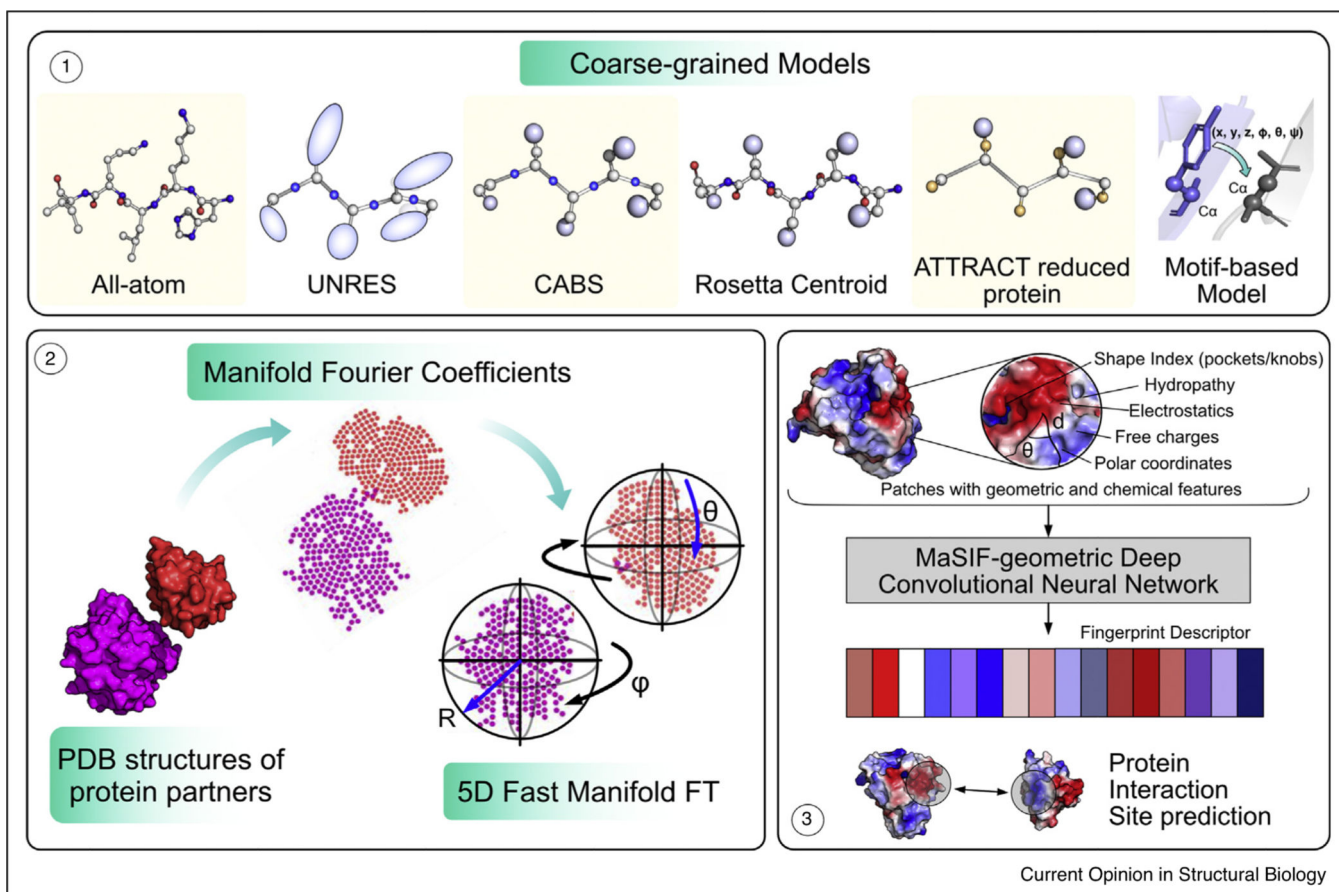 1
Coarse-grained Models
(x, y, z, ϕ, θ, ψ)
Cα
Cα
All-atom
UNRES
CABS
Rosetta Centroid
ATTRACT reduced
protein
Motif-based
Model
2
Manifold Fourier Coefficients
θ
φ
R
PDB structures of
protein partners
5D Fast Manifold FT
Shape Index (pockets/knobs)
Hydropathy
Electrostatics
d
Free charges
θ
Polar coordinates
Patches with geometric and chemical features
MaSIF-geometric Deep
Convolutional Neural Network
Fingerprint Descriptor
Protein
Interaction
Site prediction
3
Current Opinion in Structural Biology